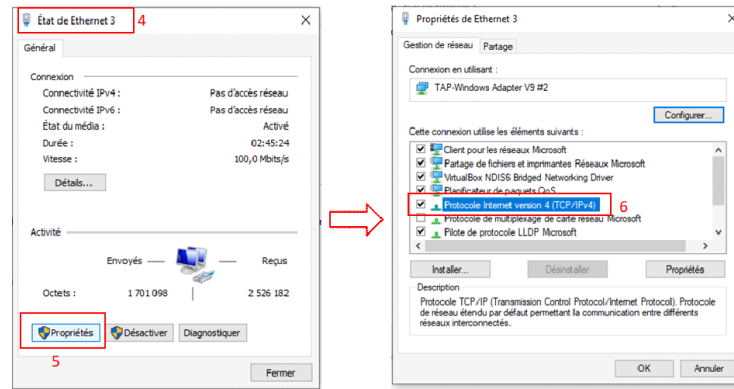 État de Ethernet 3
4
Général
Connexion
Connectivité IPv4 : Pas d'accès réseau
Connectivité IPv6 : Pas d'accès réseau
État du média : Activé
Durée : 02:45:24
Vitesse : 100,0 Mbits/s
Détails...
Activité
Envoyés Reçus
Octets : 1 701 098 2 526 182
Propriétés Désactiver Diagnostiquer
5
Fermer
Propriétés de Ethernet 3
Gestion de réseau Partage
Connexion en utilisant :
TAP-Windows Adapter V9 #2
Configurer...
Cette connexion utilise les éléments suivants :
Client pour les réseaux Microsoft
Partage de fichiers et imprimantes Réseaux Microsoft
VirtualBox NDIS6 Bridged Networking Driver
Planificateur de paquets QoS
Protocole Internet version 4 (TCP/IPv4)
6
Protocole de multiplexage de carte réseau Microsoft
Pilote de protocole LLDP Microsoft
Installer... Désinstaller Propriétés
Description
Protocole TCP/IP (Transmission Control Protocol/Internet Protocol). Protocole
de réseau étendu par défaut permettant la communication entre différents
réseaux interconnectés.
OK Annuler